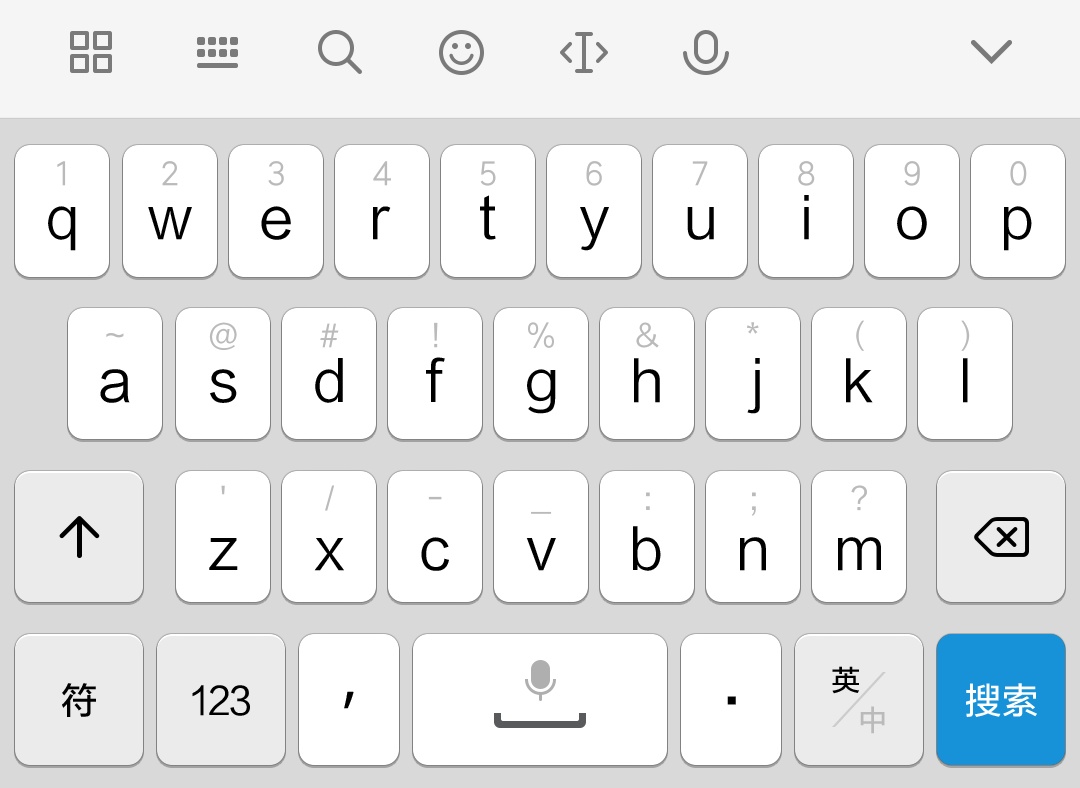 1 2 3 4 5 6 7 8 9 0
q w e r t y u i o p
~ @ # ! % & * ( )
a s d f g h j k l
' / - _ : ; ?
z x c v b n m
符 123 , . 英/中 搜索